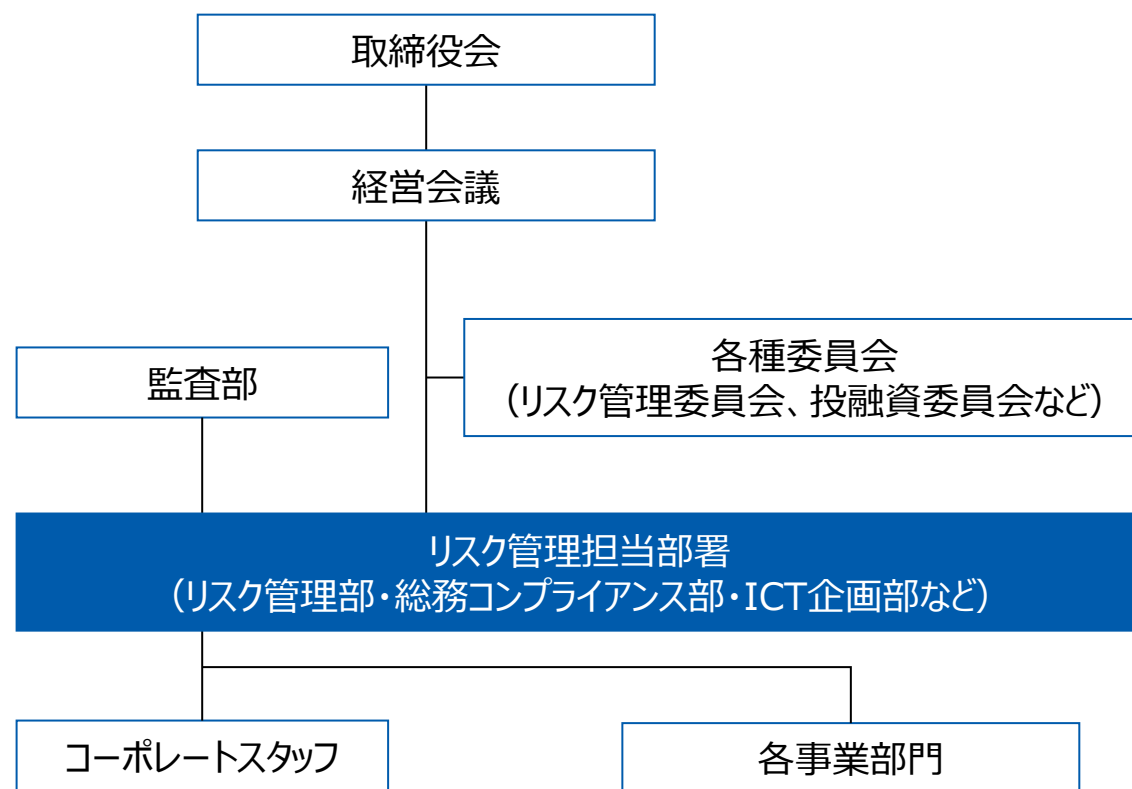 取締役会
経営会議
各種委員会
（リスク管理委員会、投融資委員会など）
監査部
リスク管理担当部署
（リスク管理部・総務コンプライアンス部・ICT企画部など）
コーポレートスタッフ
各事業部門